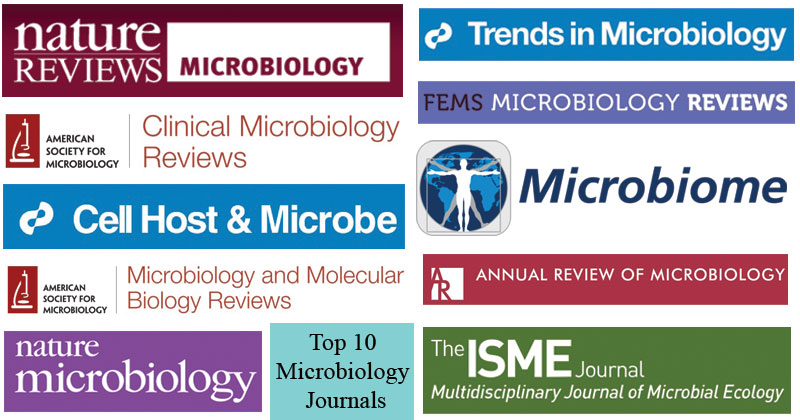 nature
REVIEWS MICROBIOLOGY
AMERICAN
SOCIETY FOR
MICROBIOLOGY
Clinical Microbiology
Reviews
Cell Host & Microbe
AMERICAN
SOCIETY FOR
MICROBIOLOGY
Microbiology and Molecular
Biology Reviews
nature
microbiology
Top 10
Microbiology
Journals
Trends in Microbiology
FEMS MICROBIOLOGY REVIEWS
Microbiome
AR
ANNUAL REVIEW OF MICROBIOLOGY
The ISME Journal
Multidisciplinary Journal of Microbial Ecology